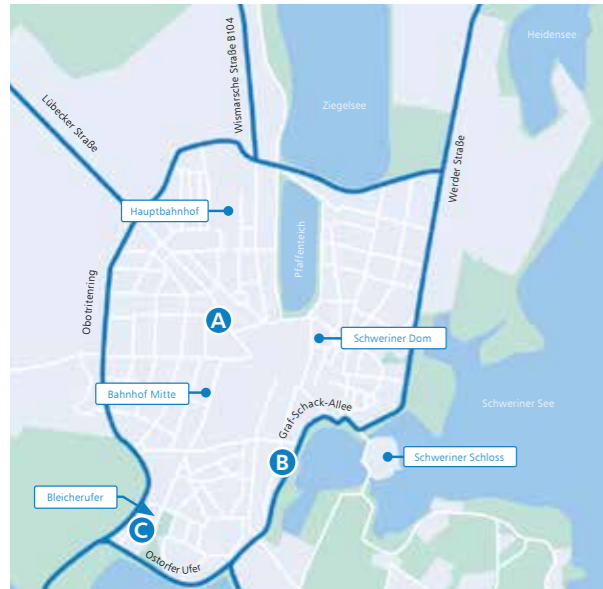 Heidensee
Wismarsche Straße B104
Ziegelsee
Lübecker Straße
Werder Straße
Hauptbahnhof
Pfaffenteich
Obotritenring
A
Schweriner Dom
Bahnhof Mitte
Graf-Schack-Allee
Schweriner See
B
Schweriner Schloss
Bleicherufer
C
Ostorfer Ufer